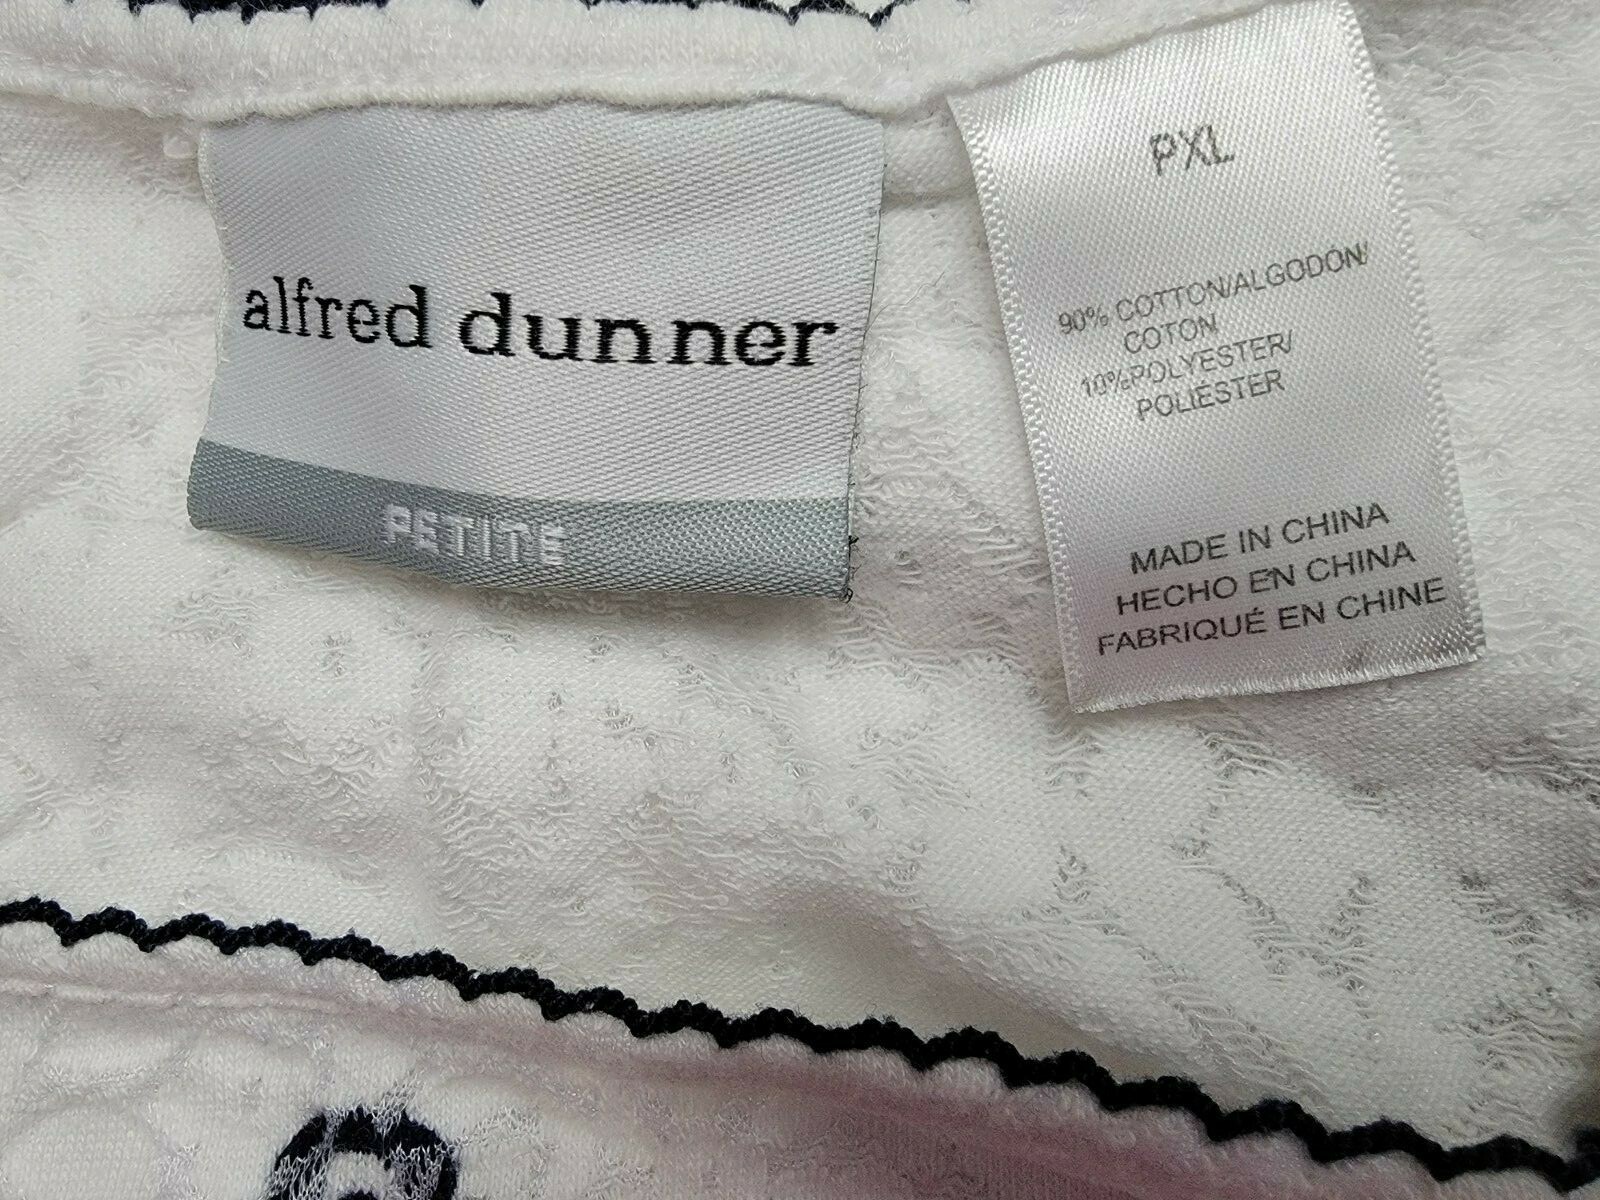 alfred dunner
PETITE
PXL
90% COTTON/ALGODÓN/
COTON
10%POLYESTER/
POLIÉSTER
MADE IN CHINA
HECHO EN CHINA
FABRIQUÉ EN CHINE